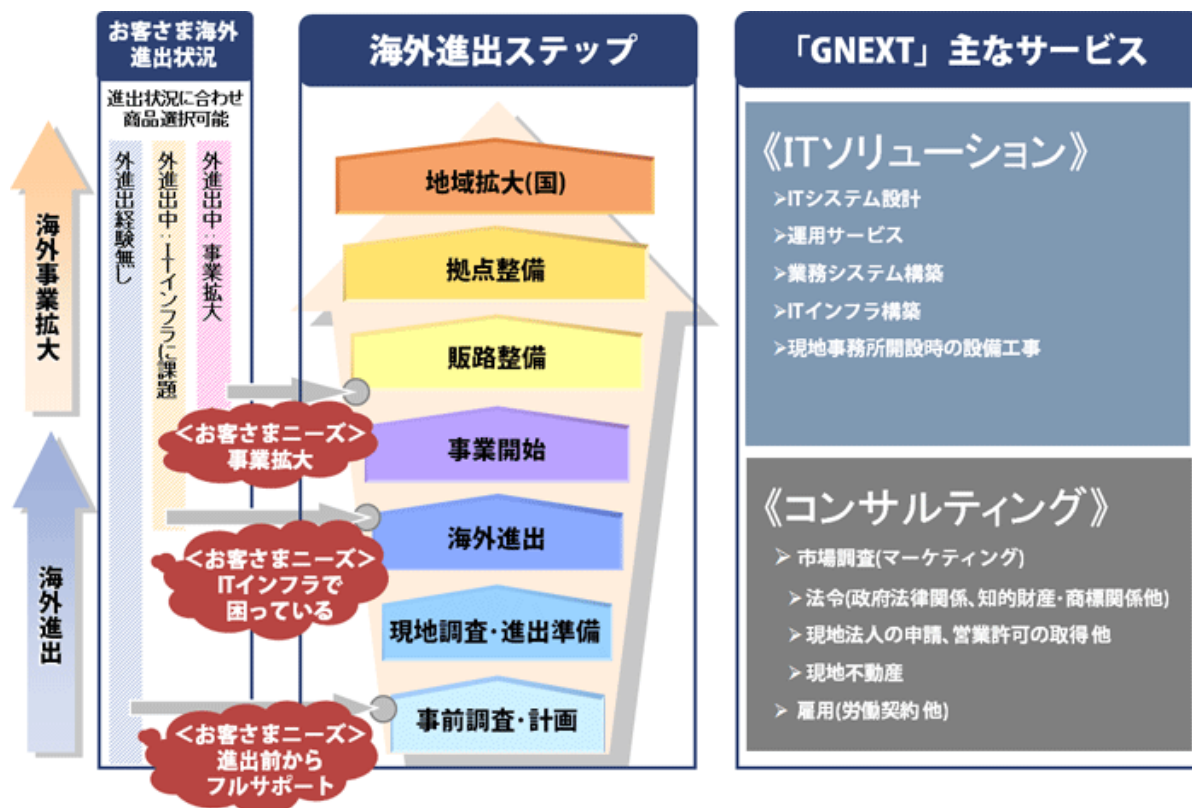 お客さま海外
進出状況
進出状況に合わせ
商品選択可能
外進出経験無し
外進出中：ITインフラに課題
外進出中：事業拡大
海外事業拡大
海外進出
海外進出ステップ
地域拡大(国)
拠点整備
販路整備
事業開始
海外進出
現地調査・進出準備
事前調査・計画
＜お客さまニーズ＞
事業拡大
＜お客さまニーズ＞
ITインフラで
困っている
＜お客さまニーズ＞
進出前から
フルサポート
「GNEXT」主なサービス
《ITソリューション》
➢ITシステム設計
➢運用サービス
➢業務システム構築
➢ITインフラ構築
➢現地事務所開設時の設備工事
《コンサルティング》
➢ 市場調査(マーケティング)
➢ 法令(政府法律関係、知的財産・商標関係他)
➢ 現地法人の申請、営業許可の取得 他
➢ 現地不動産
➢ 雇用(労働契約 他)